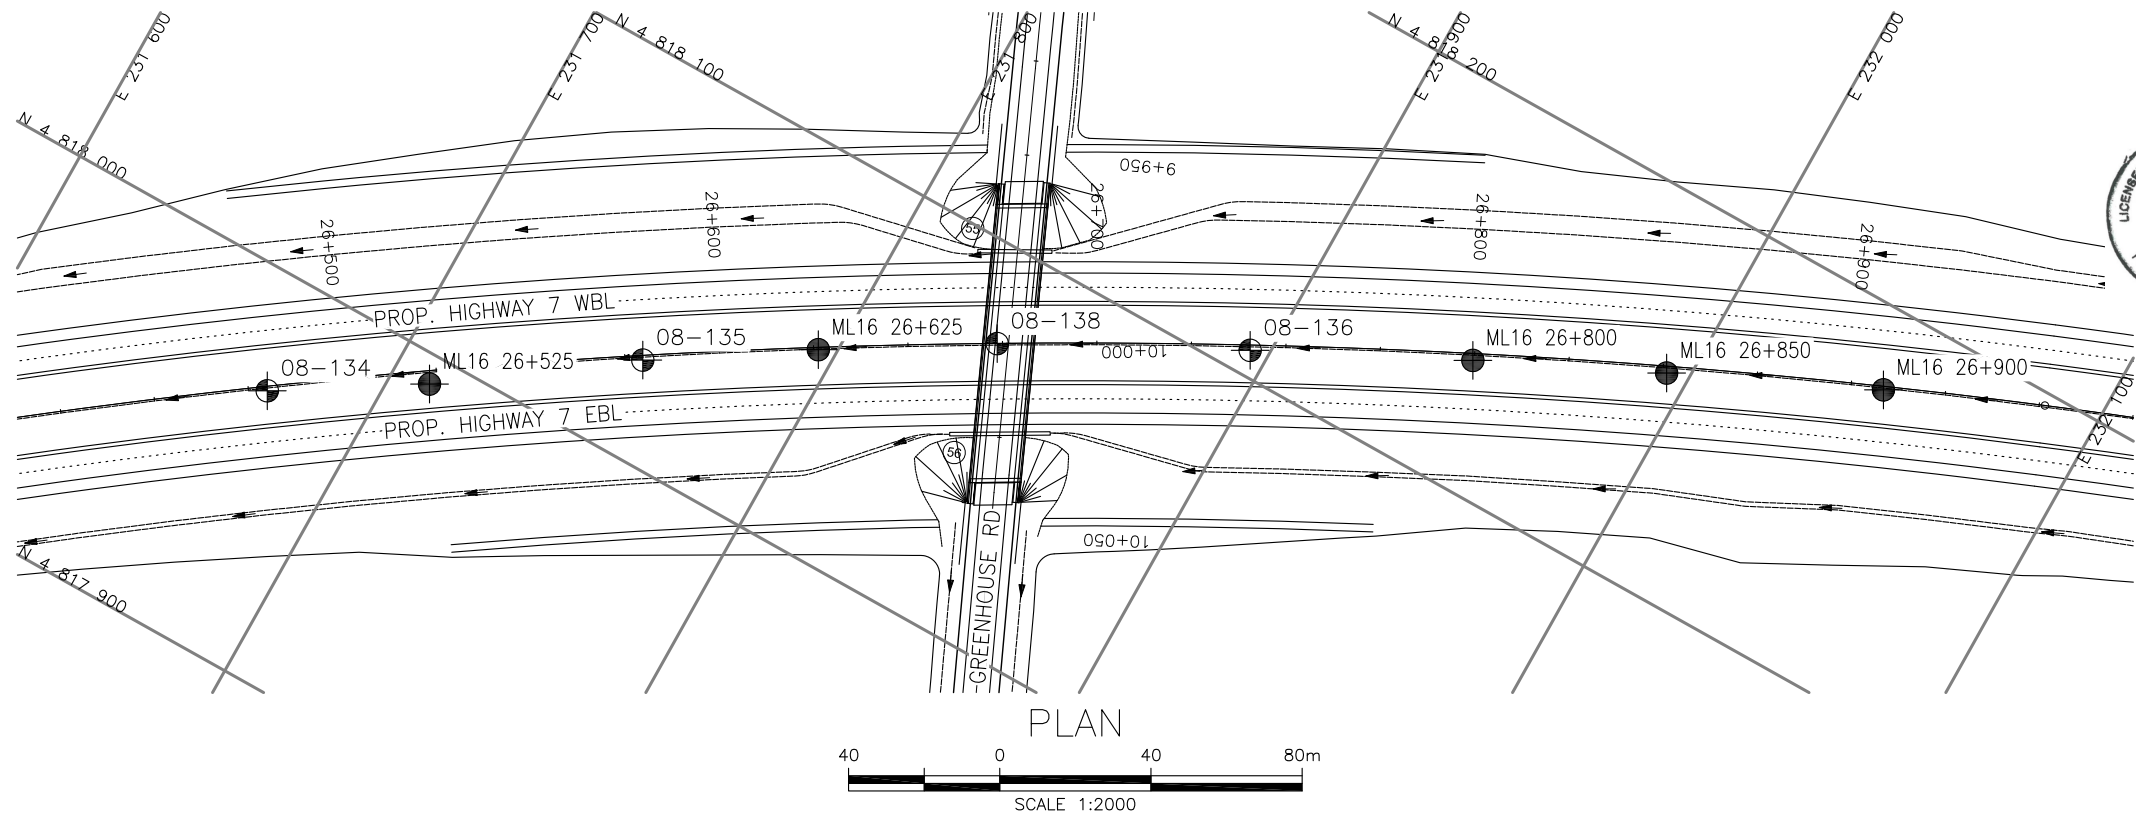 E 231 600
E 231 700
N 4 818 100
E 231 800
N 4 818 200
E 231 900
E 232 000
N 4 818 000
9+950
LICENSE
26+500
26+600
26+700
26+800
26+900
55
PROP. HIGHWAY 7 WBL
08-134
ML16 26+525
08-135
ML16 26+625
08-138
10+000
08-136
ML16 26+800
ML16 26+850
ML16 26+900
E 232 100
PROP. HIGHWAY 7 EBL
56
10+050
GREENHOUSE RD
N 4 817 900
PLAN
40 0 40 80m
SCALE 1:2000